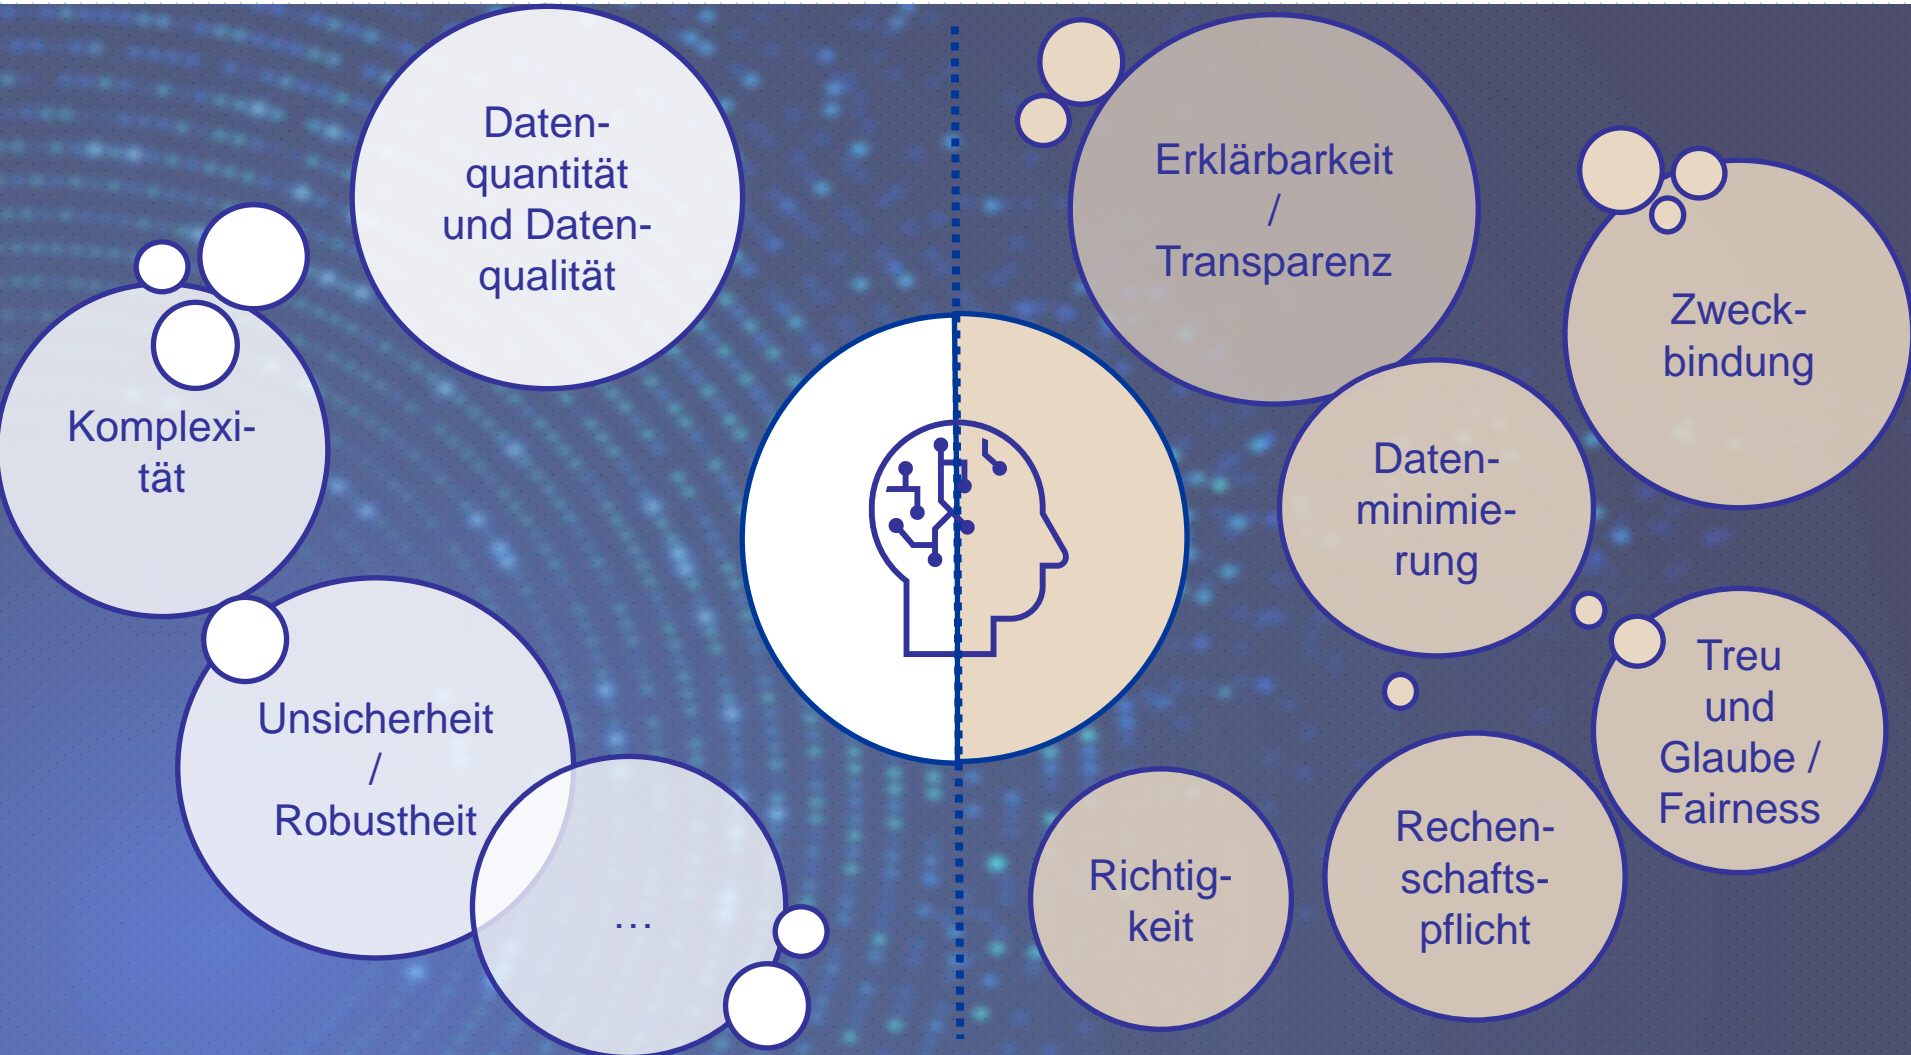 Daten-
quantität
und Daten-
qualität
Komplexi-
tät
Unsicherheit
/
Robustheit
...
Erklärbarkeit
/
Transparenz
Zweck-
bindung
Daten-
minimie-
rung
Treu
und
Glaube /
Fairness
Rechen-
schafts-
pflicht
Richtig-
keit